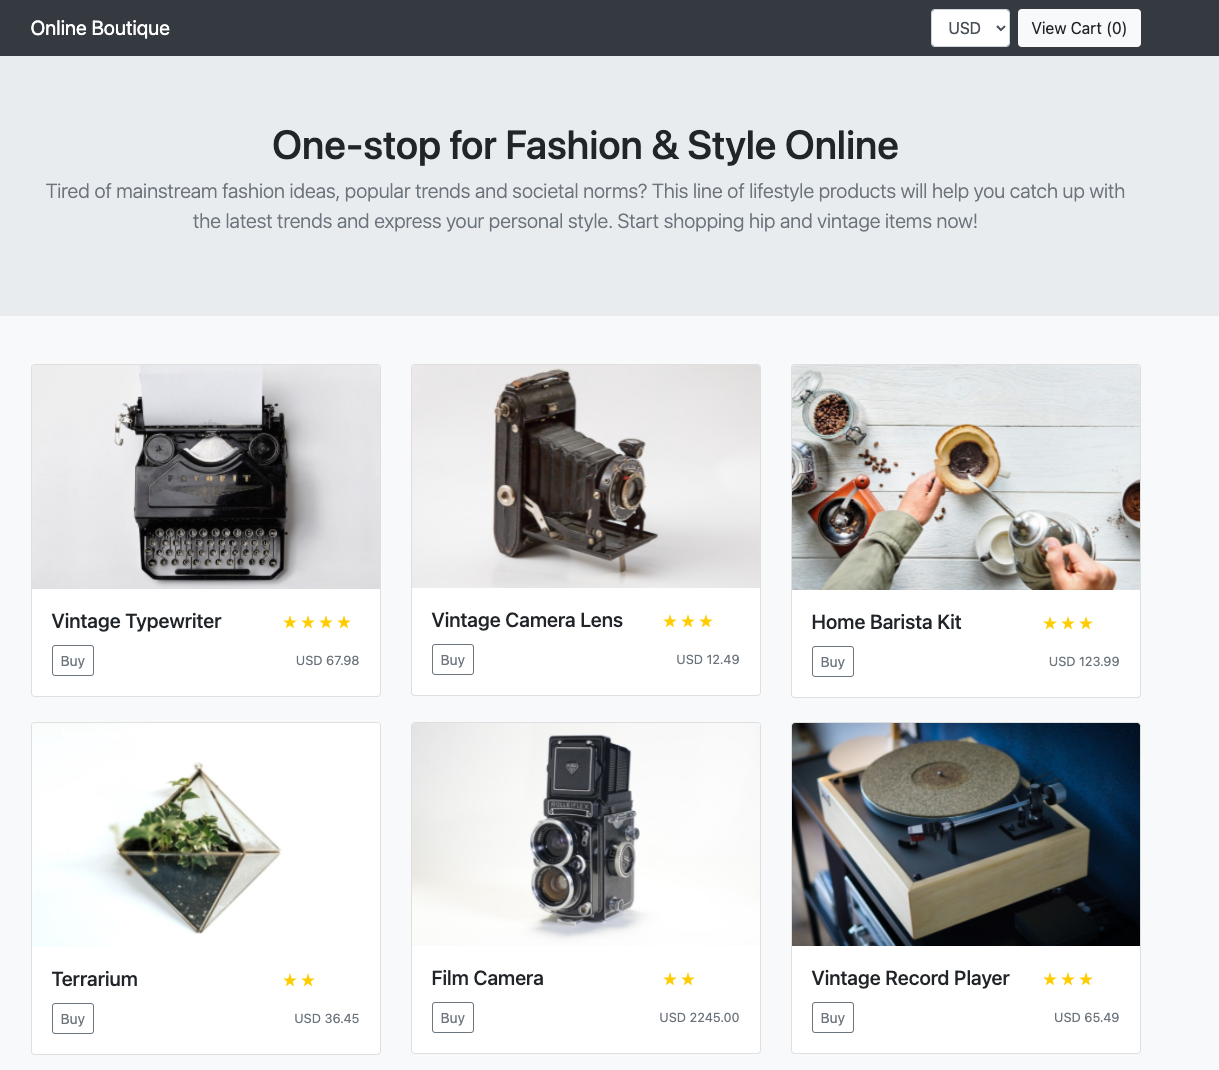 Online Boutique
USD
View Cart (0)
One-stop for Fashion & Style Online
Tired of mainstream fashion ideas, popular trends and societal norms? This line of lifestyle products will help you catch up with
the latest trends and express your personal style. Start shopping hip and vintage items now!
Vintage Typewriter
Buy
USD 67.98
Vintage Camera Lens
Buy
USD 12.49
Home Barista Kit
Buy
USD 123.99
ROLLEIFLEX
Terrarium
Buy
USD 36.45
Film Camera
Buy
USD 2245.00
Vintage Record Player
Buy
USD 65.49